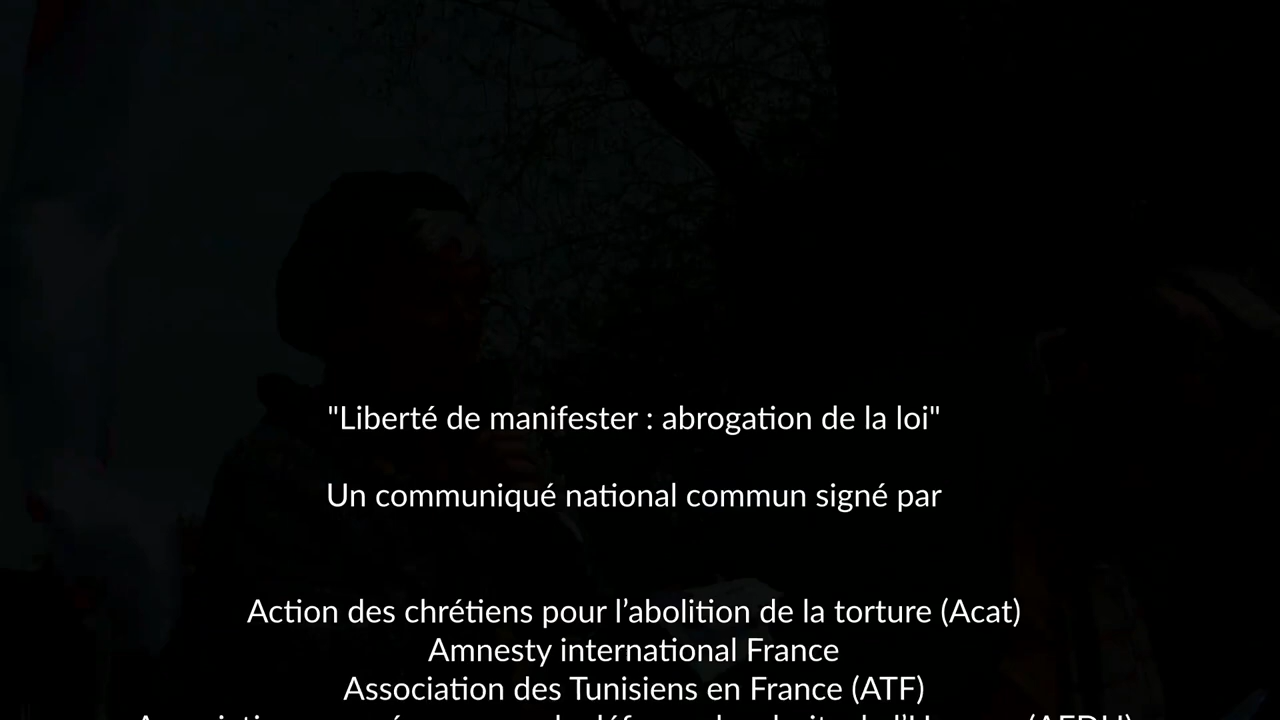 "Liberté de manifester : abrogation de la loi"
Un communiqué national commun signé par
Action des chrétiens pour l’abolition de la torture (Acat)
Amnesty international France
Association des Tunisiens en France (ATF)